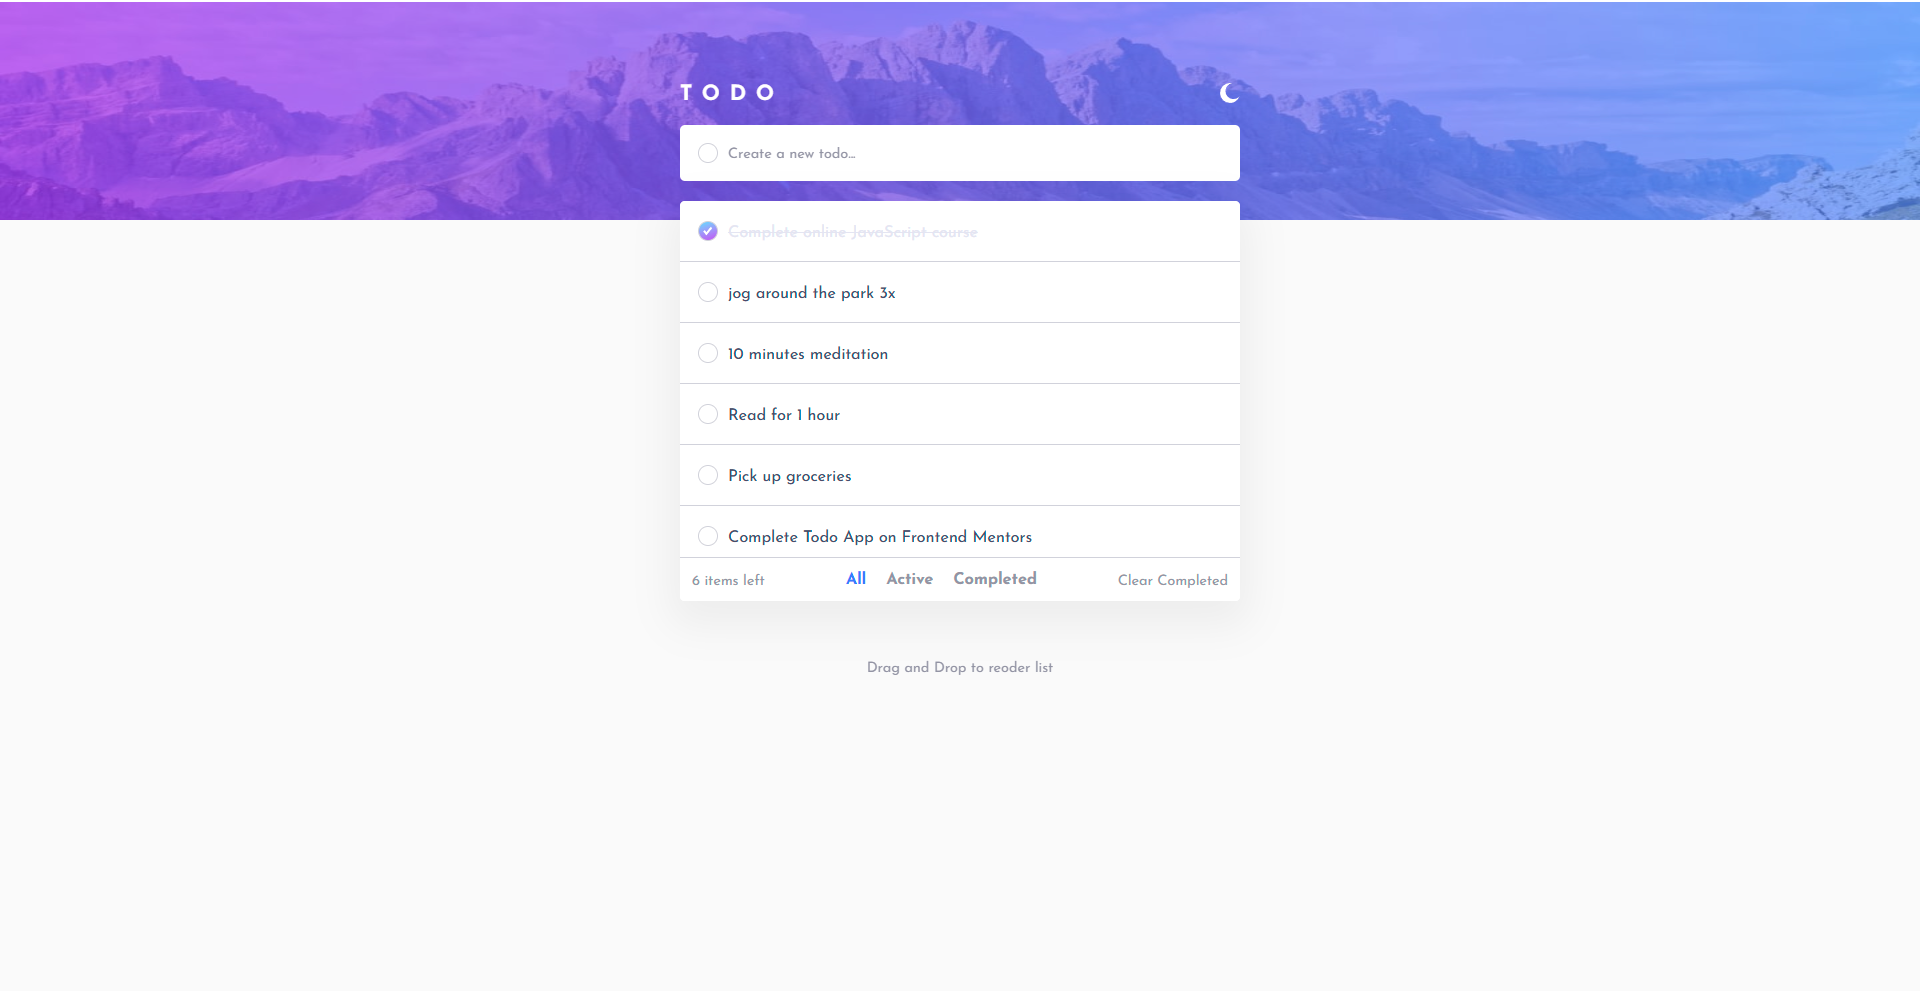 TODO
Create a new todo...
Complete online JavaScript course
jog around the park 3x
10 minutes meditation
Read for 1 hour
Pick up groceries
Complete Todo App on Frontend Mentors
6 items left All Active Completed Clear Completed
Drag and Drop to reoder list